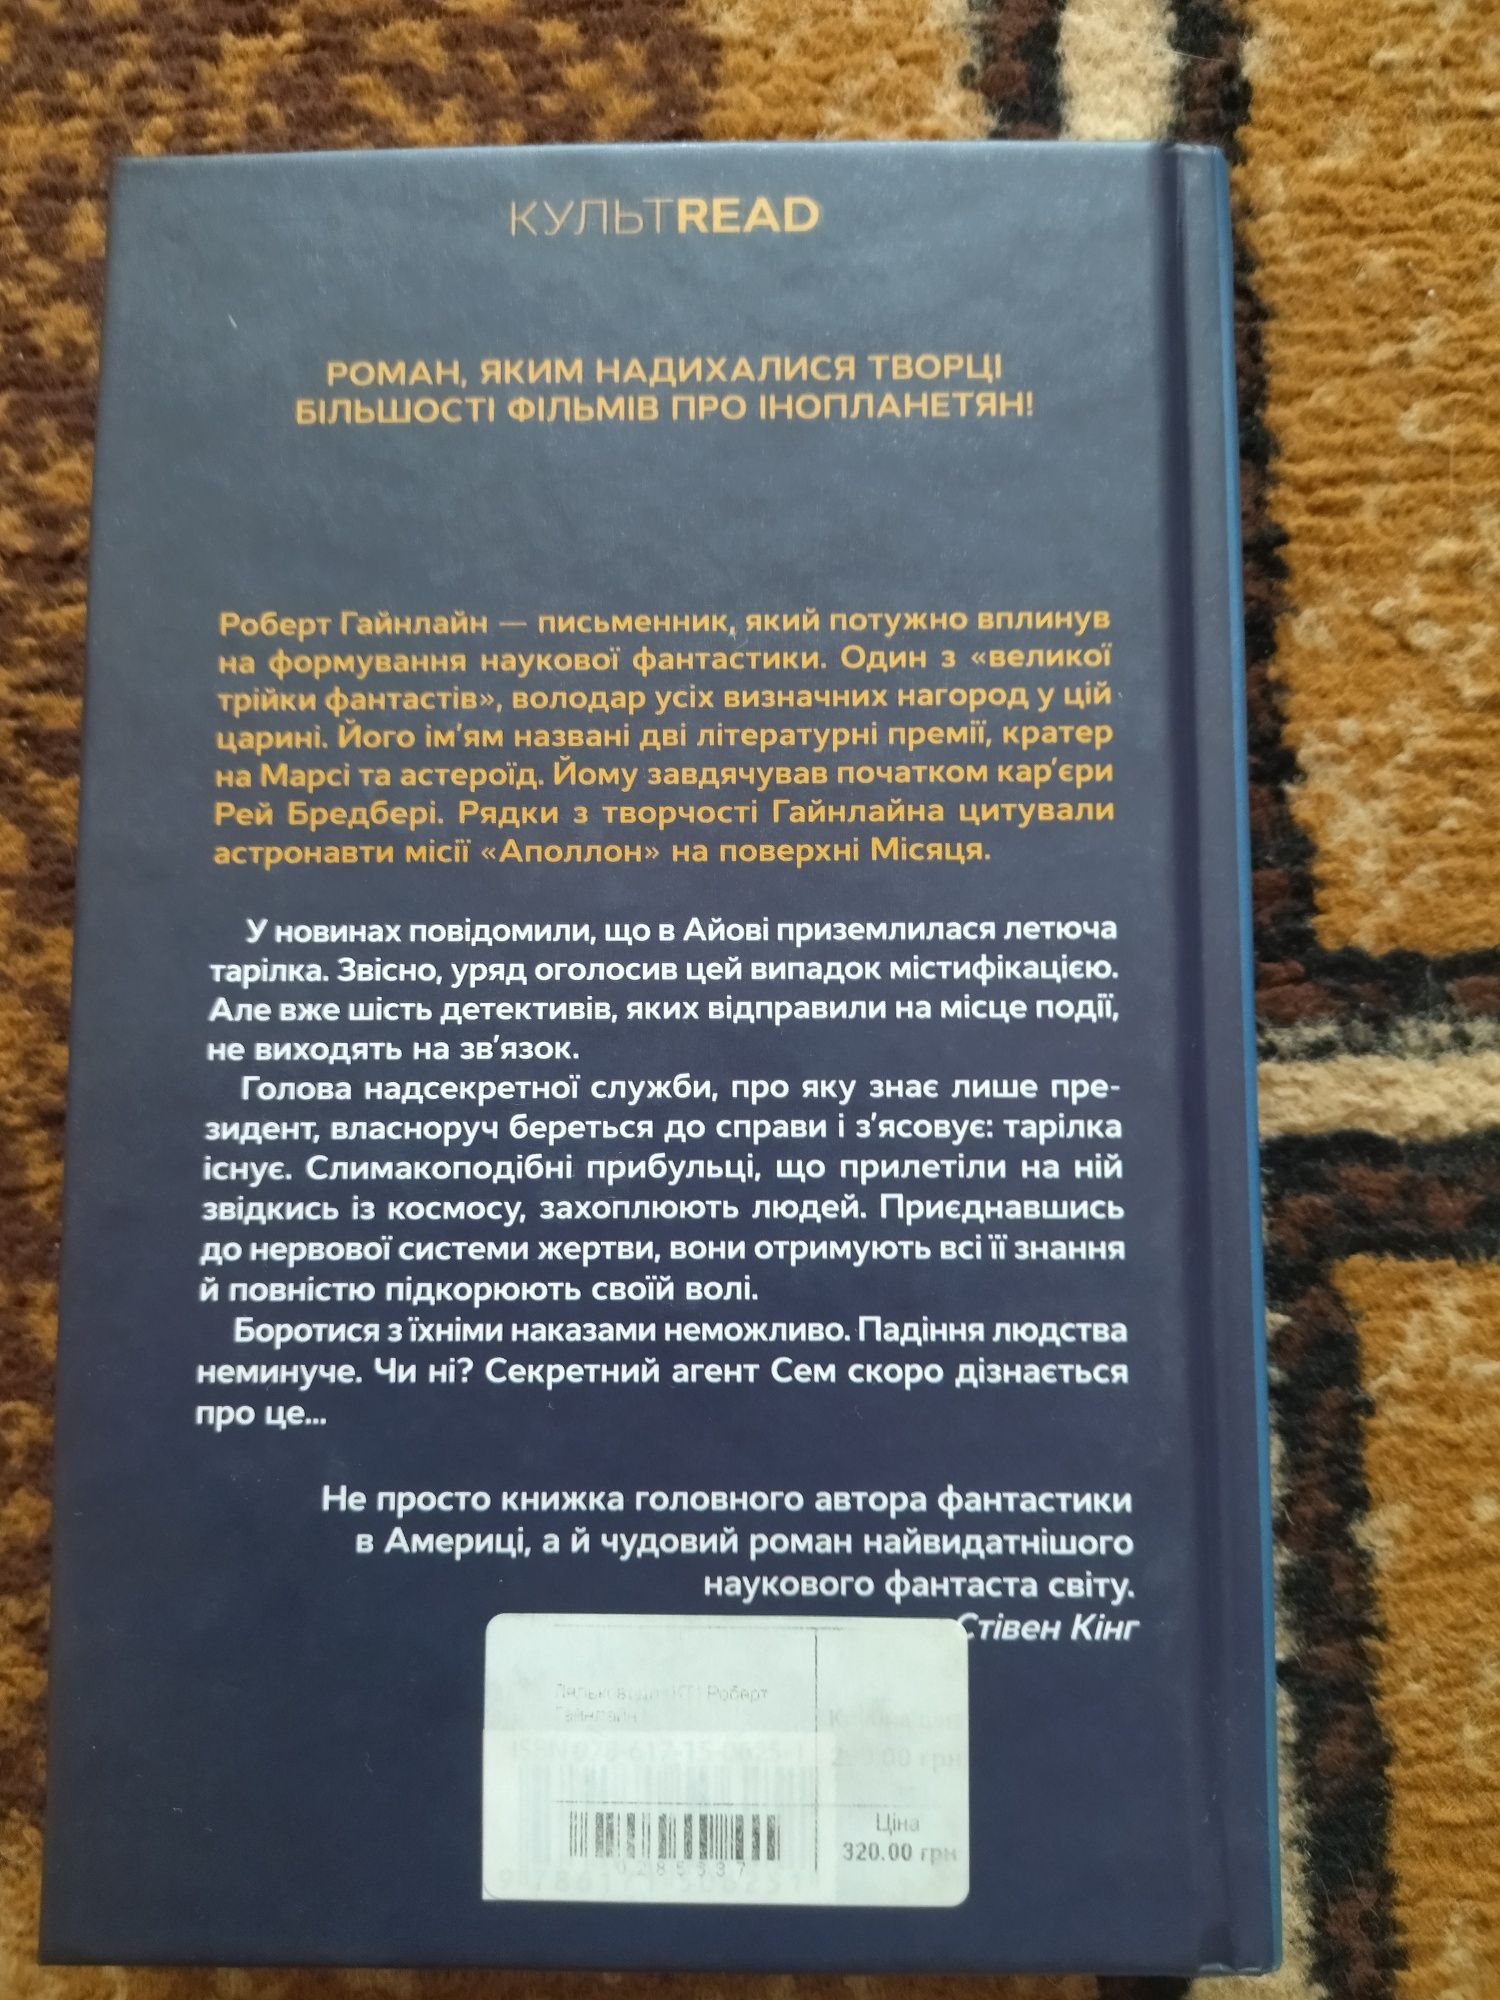 КУЛЬТREAD
РОМАН, ЯКИМ НАДИХАЛИСЯ ТВОРЦІ
БІЛЬШОСТІ ФІЛЬМІВ ПРО ІНОПЛАНЕТЯН!
Роберт Гайнлайн — письменник, який потужно вплинув
на формування наукової фантастики. Один з «великої
трійки фантастів», володар усіх визначних нагород у цій
царині. Його ім’ям названі дві літературні премії, кратер
на Марсі та астероїд. Йому завдячував початком кар’єри
Рей Бредбері. Рядки з творчості Гайнлайна цитували
астронавти місії «Аполлон» на поверхні Місяця.
У новинах повідомили, що в Айові приземлилася летюча
тарілка. Звісно, уряд оголосив цей випадок містифікацією.
Але вже шість детективів, яких відправили на місце події,
не виходять на зв’язок.
Голова надсекретної служби, про яку знає лише пре-
зидент, власноруч береться до справи і з’ясовує: тарілка
існує. Слимакоподібні прибульці, що прилетіли на ній
звідкись із космосу, захоплюють людей. Приєднавшись
до нервової системи жертви, вони отримують всі її знання
й повністю підкорюють своїй волі.
Боротися з їхніми наказами неможливо. Падіння людства
неминуче. Чи ні? Секретний агент Сем скоро дізнається
про це...
Не просто книжка головного автора фантастики
в Америці, а й чудовий роман найвидатнішого
наукового фантаста світу.
Стівен Кінг
Роберт
Гайнлайн
ISBN 978-617-15-0625-1
Ціна
320.00 грн